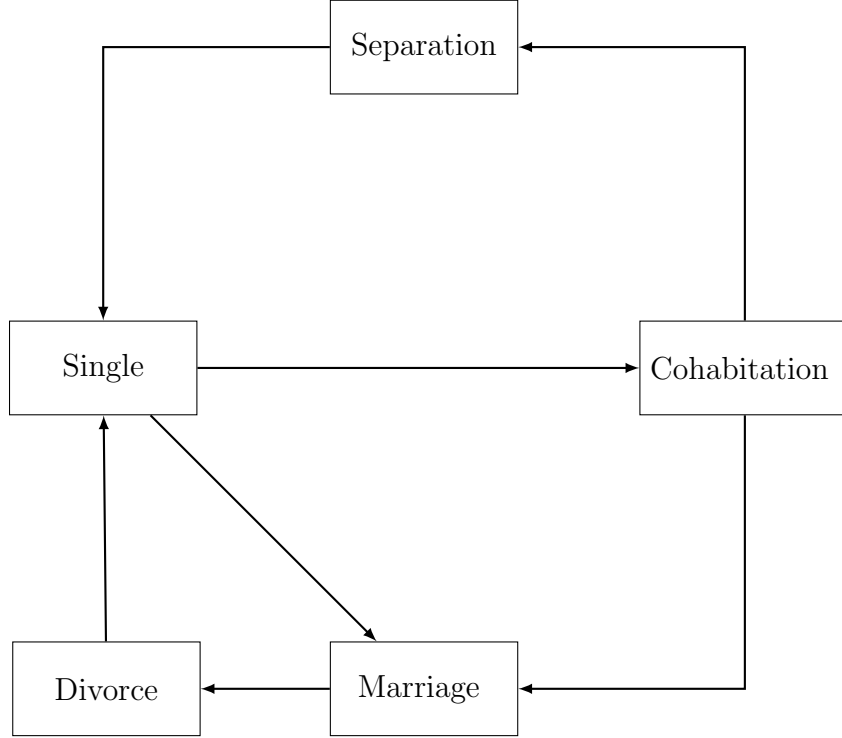 Separation
Single
Cohabitation
Divorce
Marriage